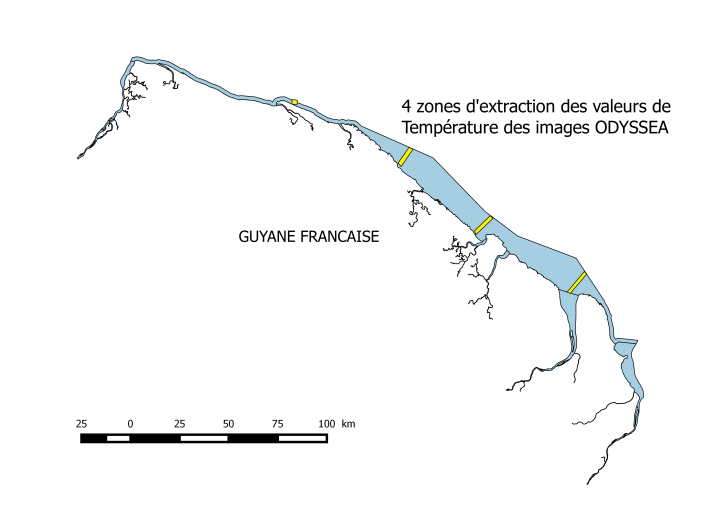 4 zones d'extraction des valeurs de
Température des images ODYSSEA
GUYANE FRANCAISE
25 0 25 50 75 100 km